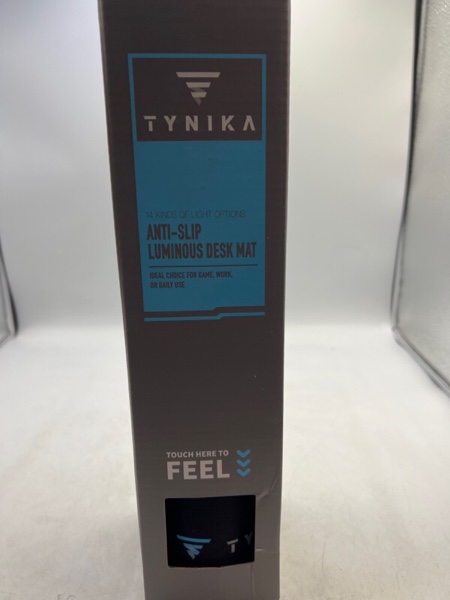 TYNIKA
14 KINDS OF LIGHT OPTIONS
ANTI-SLIP
LUMINOUS DESK MAT
IDEAL CHOICE FOR GAME, WORK,
OR DAILY USE
TOUCH HERE TO
FEEL
TY